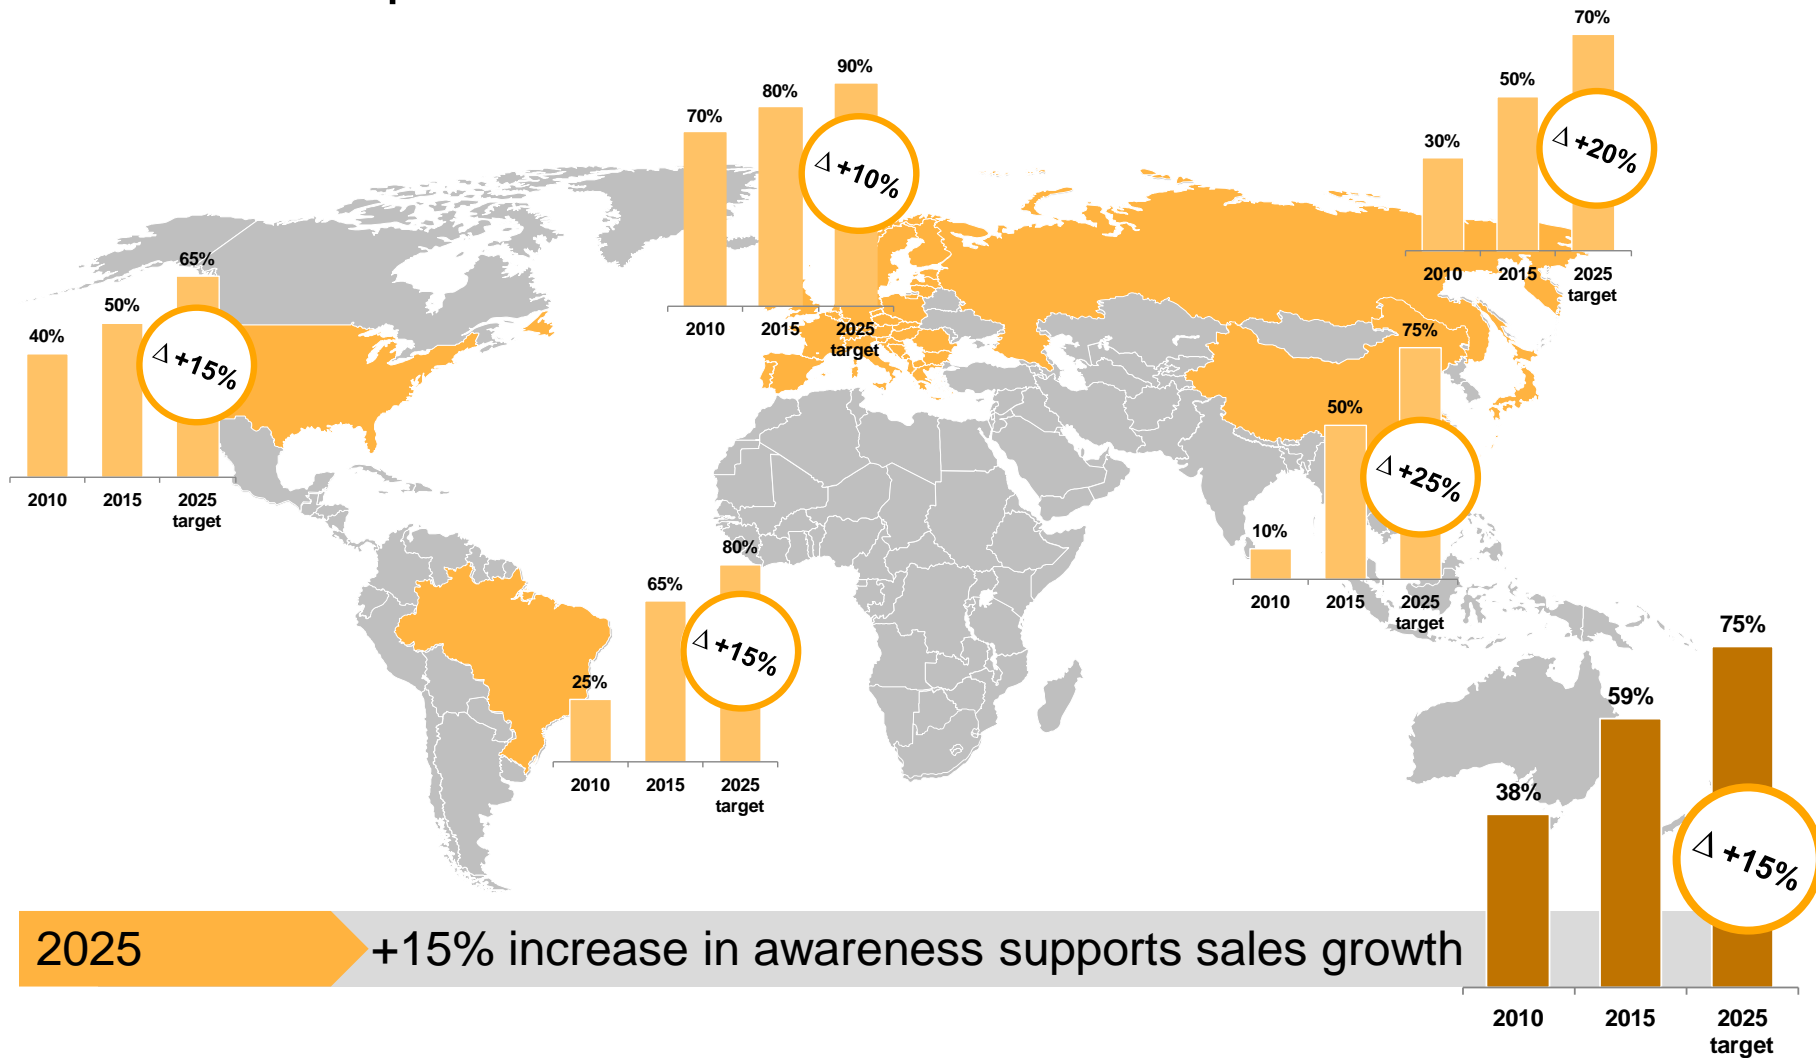 70%
50%
30%
Δ +20%
2010 2015 2025
target
90%
80%
70%
Δ +10%
2010 2015 2025
target
65%
50%
40%
Δ +15%
2010 2015 2025
target
75%
50%
10%
Δ +25%
2010 2015 2025
target
80%
65%
25%
Δ +15%
2010 2015 2025
target
75%
59%
38%
Δ +15%
2010 2015 2025
target
2025 +15% increase in awareness supports sales growth